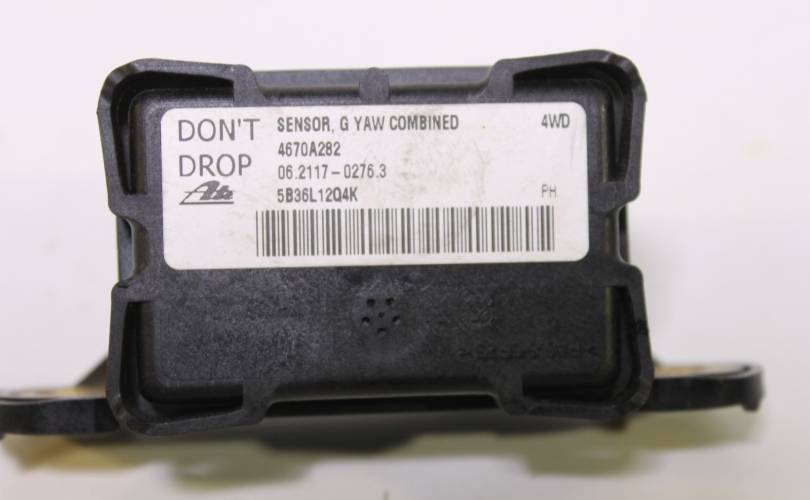 DON'T
DROP
Ate
SENSOR, G YAW COMBINED 4WD
4670A282
06.2117-0276.3
5B36L12Q4K PH